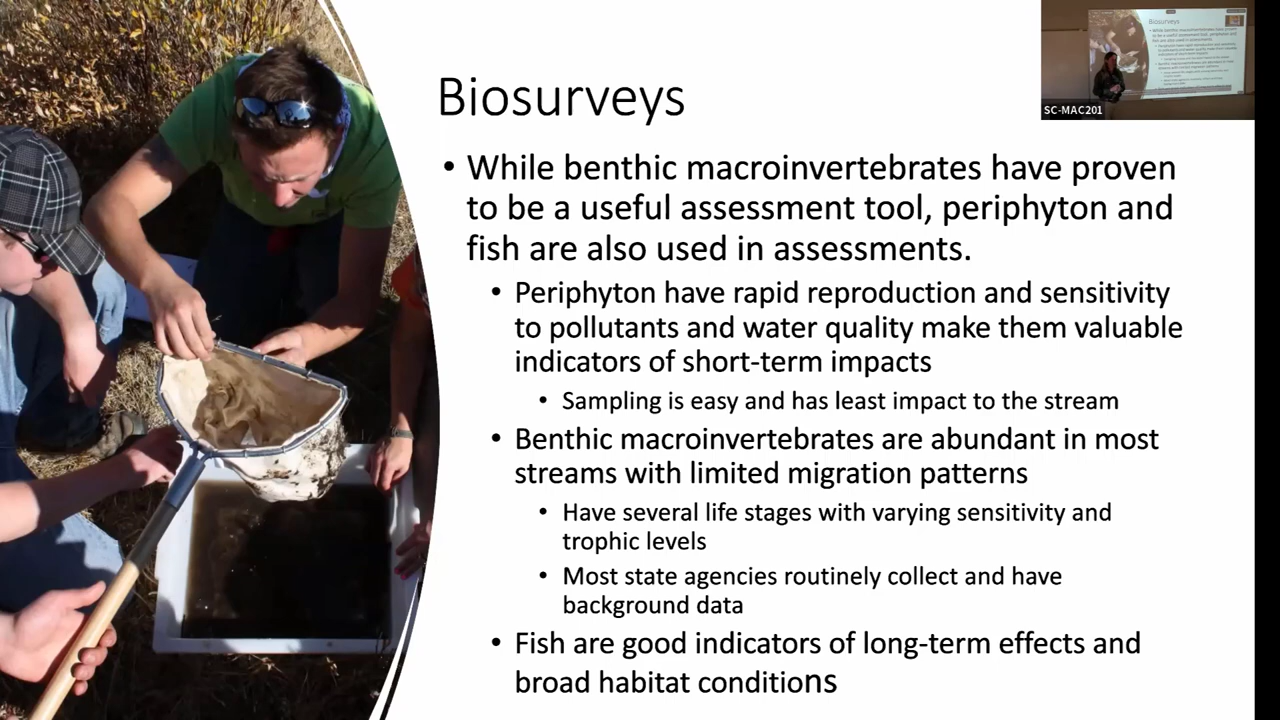 Biosurveys
• While benthic macroinvertebrates have proven
to be a useful assessment tool, periphyton and
fish are also used in assessments.
• Periphyton have rapid reproduction and sensitivity
to pollutants and water quality make them valuable
indicators of short-term impacts
• Sampling is easy and has least impact to the stream
• Benthic macroinvertebrates are abundant in most
streams with limited migration patterns
• Have several life stages with varying sensitivity and
trophic levels
• Most state agencies routinely collect and have
background data
• Fish are good indicators of long-term effects and
broad habitat conditions
Biosurveys
SC-MAC201